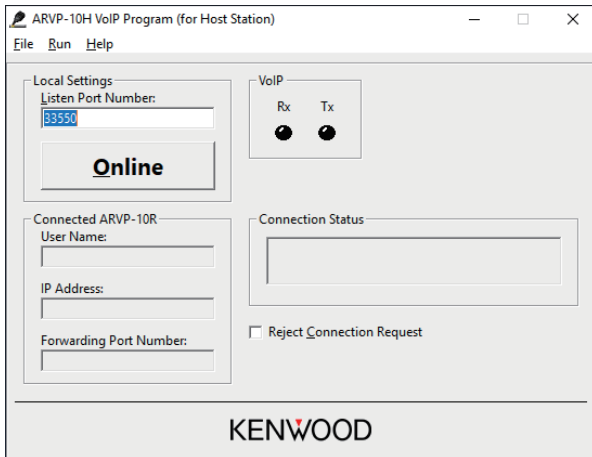 ARVP-10H VoIP Program (for Host Station)
File Run Help
Local Settings
Listen Port Number:
33550
Online
VoIP
Rx Tx
Connected ARVP-10R
User Name:
IP Address:
Forwarding Port Number:
Connection Status
Reject Connection Request
KENWOOD